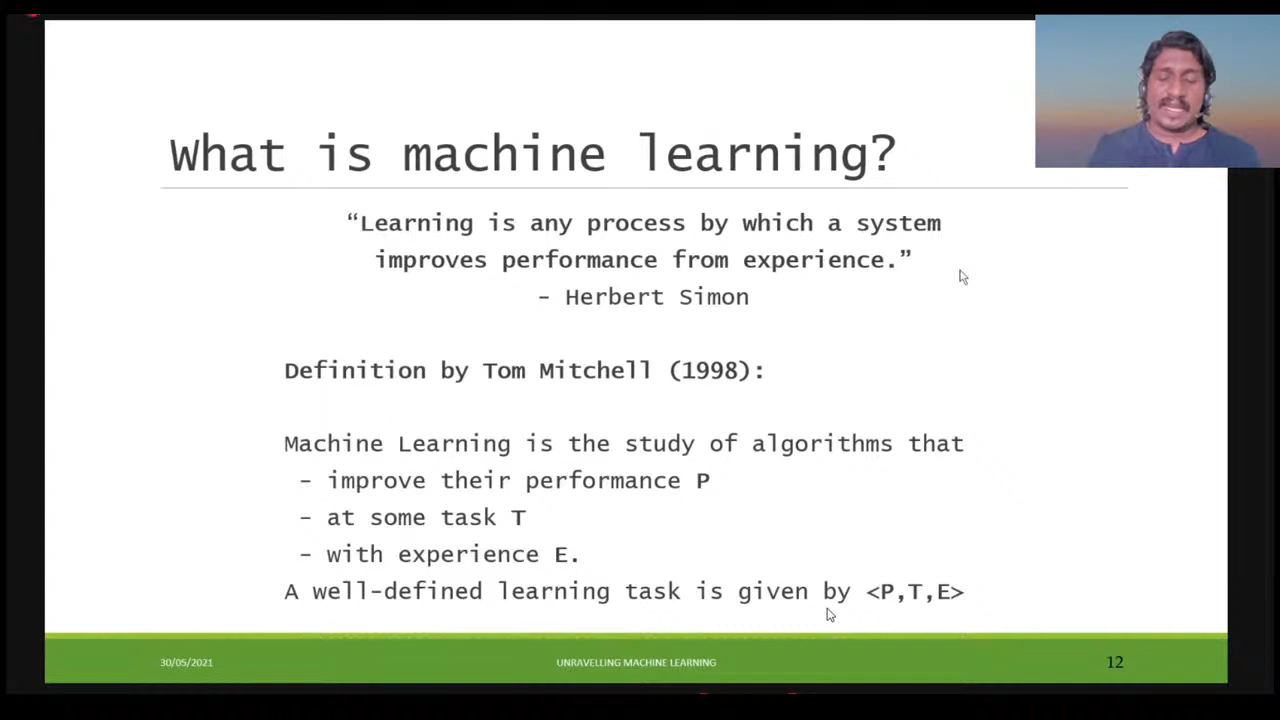 What is machine learning?
“Learning is any process by which a system
improves performance from experience.”
- Herbert Simon
Definition by Tom Mitchell (1998):
Machine Learning is the study of algorithms that
- improve their performance P
- at some task T
- with experience E.
A well-defined learning task is given by <P,T,E>
30/05/2021
UNRAVELLING MACHINE LEARNING
12